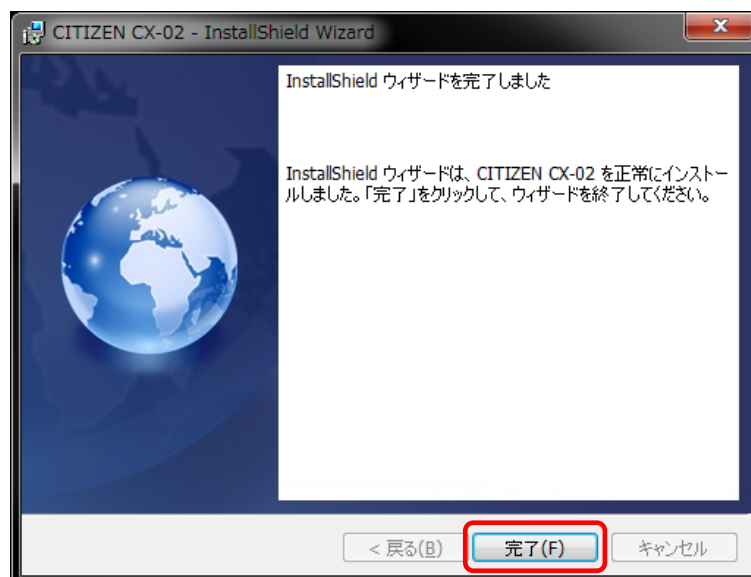 CITIZEN CX-02 - InstallShield Wizard
InstallShield ウィザードを完了しました
InstallShield ウィザードは、CITIZEN CX-02 を正常にインストー
ルしました。「完了」をクリックして、ウィザードを終了してください。
< 戻る(B)
完了(F)
キャンセル